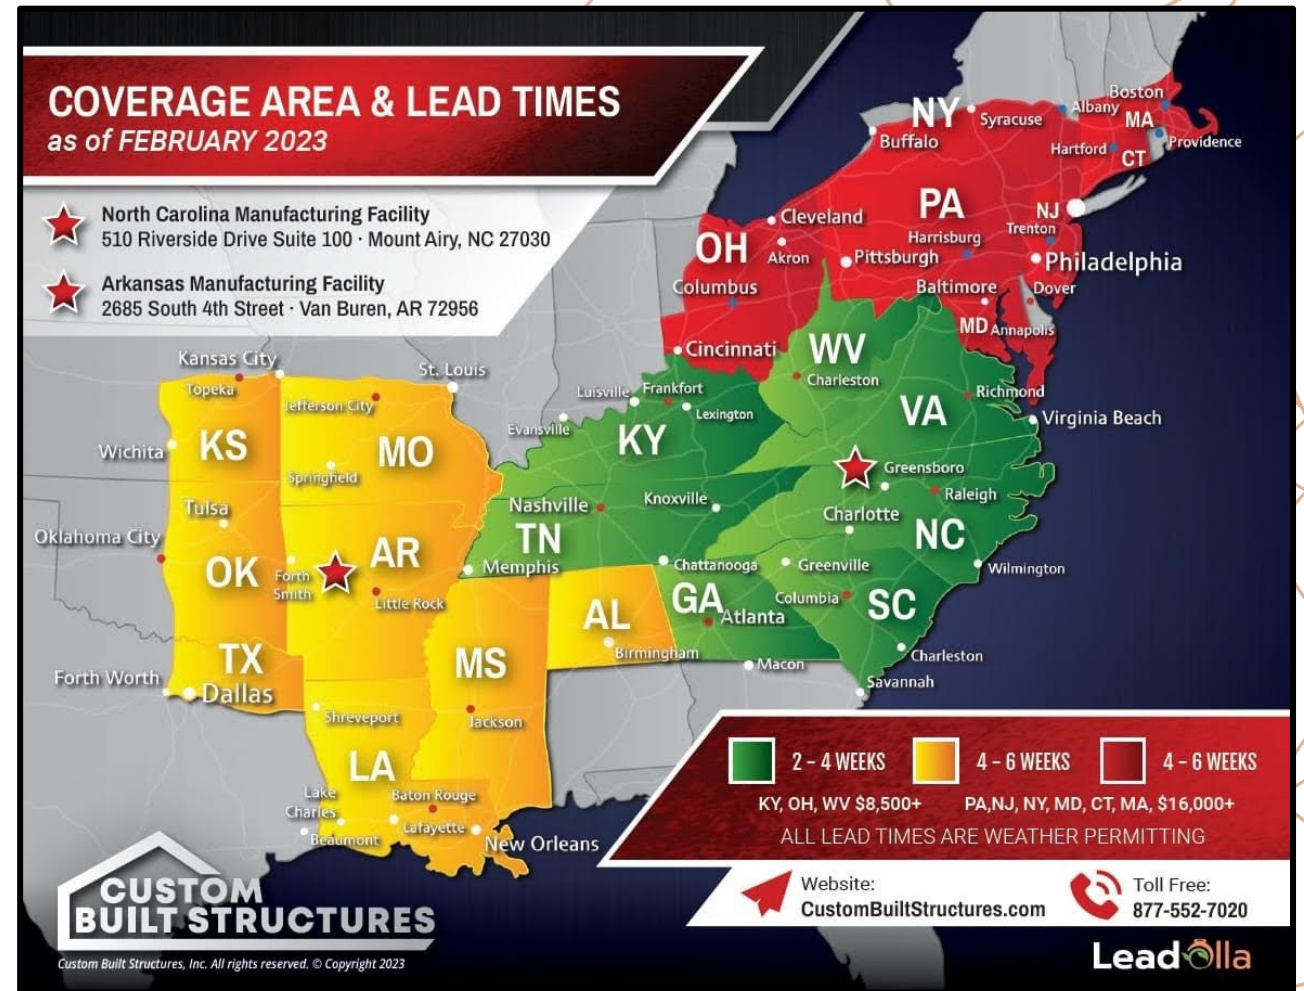 COVERAGE AREA & LEAD TIMES
as of FEBRUARY 2023
North Carolina Manufacturing Facility
510 Riverside Drive Suite 100 · Mount Airy, NC 27030
Arkansas Manufacturing Facility
2685 South 4th Street · Van Buren, AR 72956
Boston
NY
Syracuse
Albany
MA
Buffalo
Hartford
CT
Providence
PA
NJ
Trenton
Cleveland
OH
Akron
Harrisburg
Pittsburgh
Philadelphia
Columbus
Baltimore
Dover
MD
Annapolis
Cincinnati
WV
Charleston
Kansas City
St. Louis
Topeka
Jefferson City
Luisville
Frankfort
Lexington
Richmond
VA
Virginia Beach
Evansville
KY
Wichita
KS
MO
Springfield
Greensboro
Raleigh
Tulsa
Nashville
Knoxville
Charlotte
Oklahoma City
OK
AR
TN
NC
Forth
Smith
Memphis
Chattanooga
Greenville
Wilmington
Little Rock
AL
GA
Atlanta
Columbia
SC
TX
MS
Birmingham
Macon
Charleston
Forth Worth
Dallas
Savannah
Shreveport
Jackson
LA
Lake
Charles
Baton Rouge
Lafayette
Beaumont
New Orleans
2 – 4 WEEKS
4 – 6 WEEKS
4 – 6 WEEKS
KY, OH, WV $8,500+
PA,NJ, NY, MD, CT, MA, $16,000+
ALL LEAD TIMES ARE WEATHER PERMITTING
Website:
CustomBuiltStructures.com
Toll Free:
877-552-7020
CUSTOM
BUILT STRUCTURES
Custom Built Structures, Inc. All rights reserved. © Copyright 2023
LeadOlla